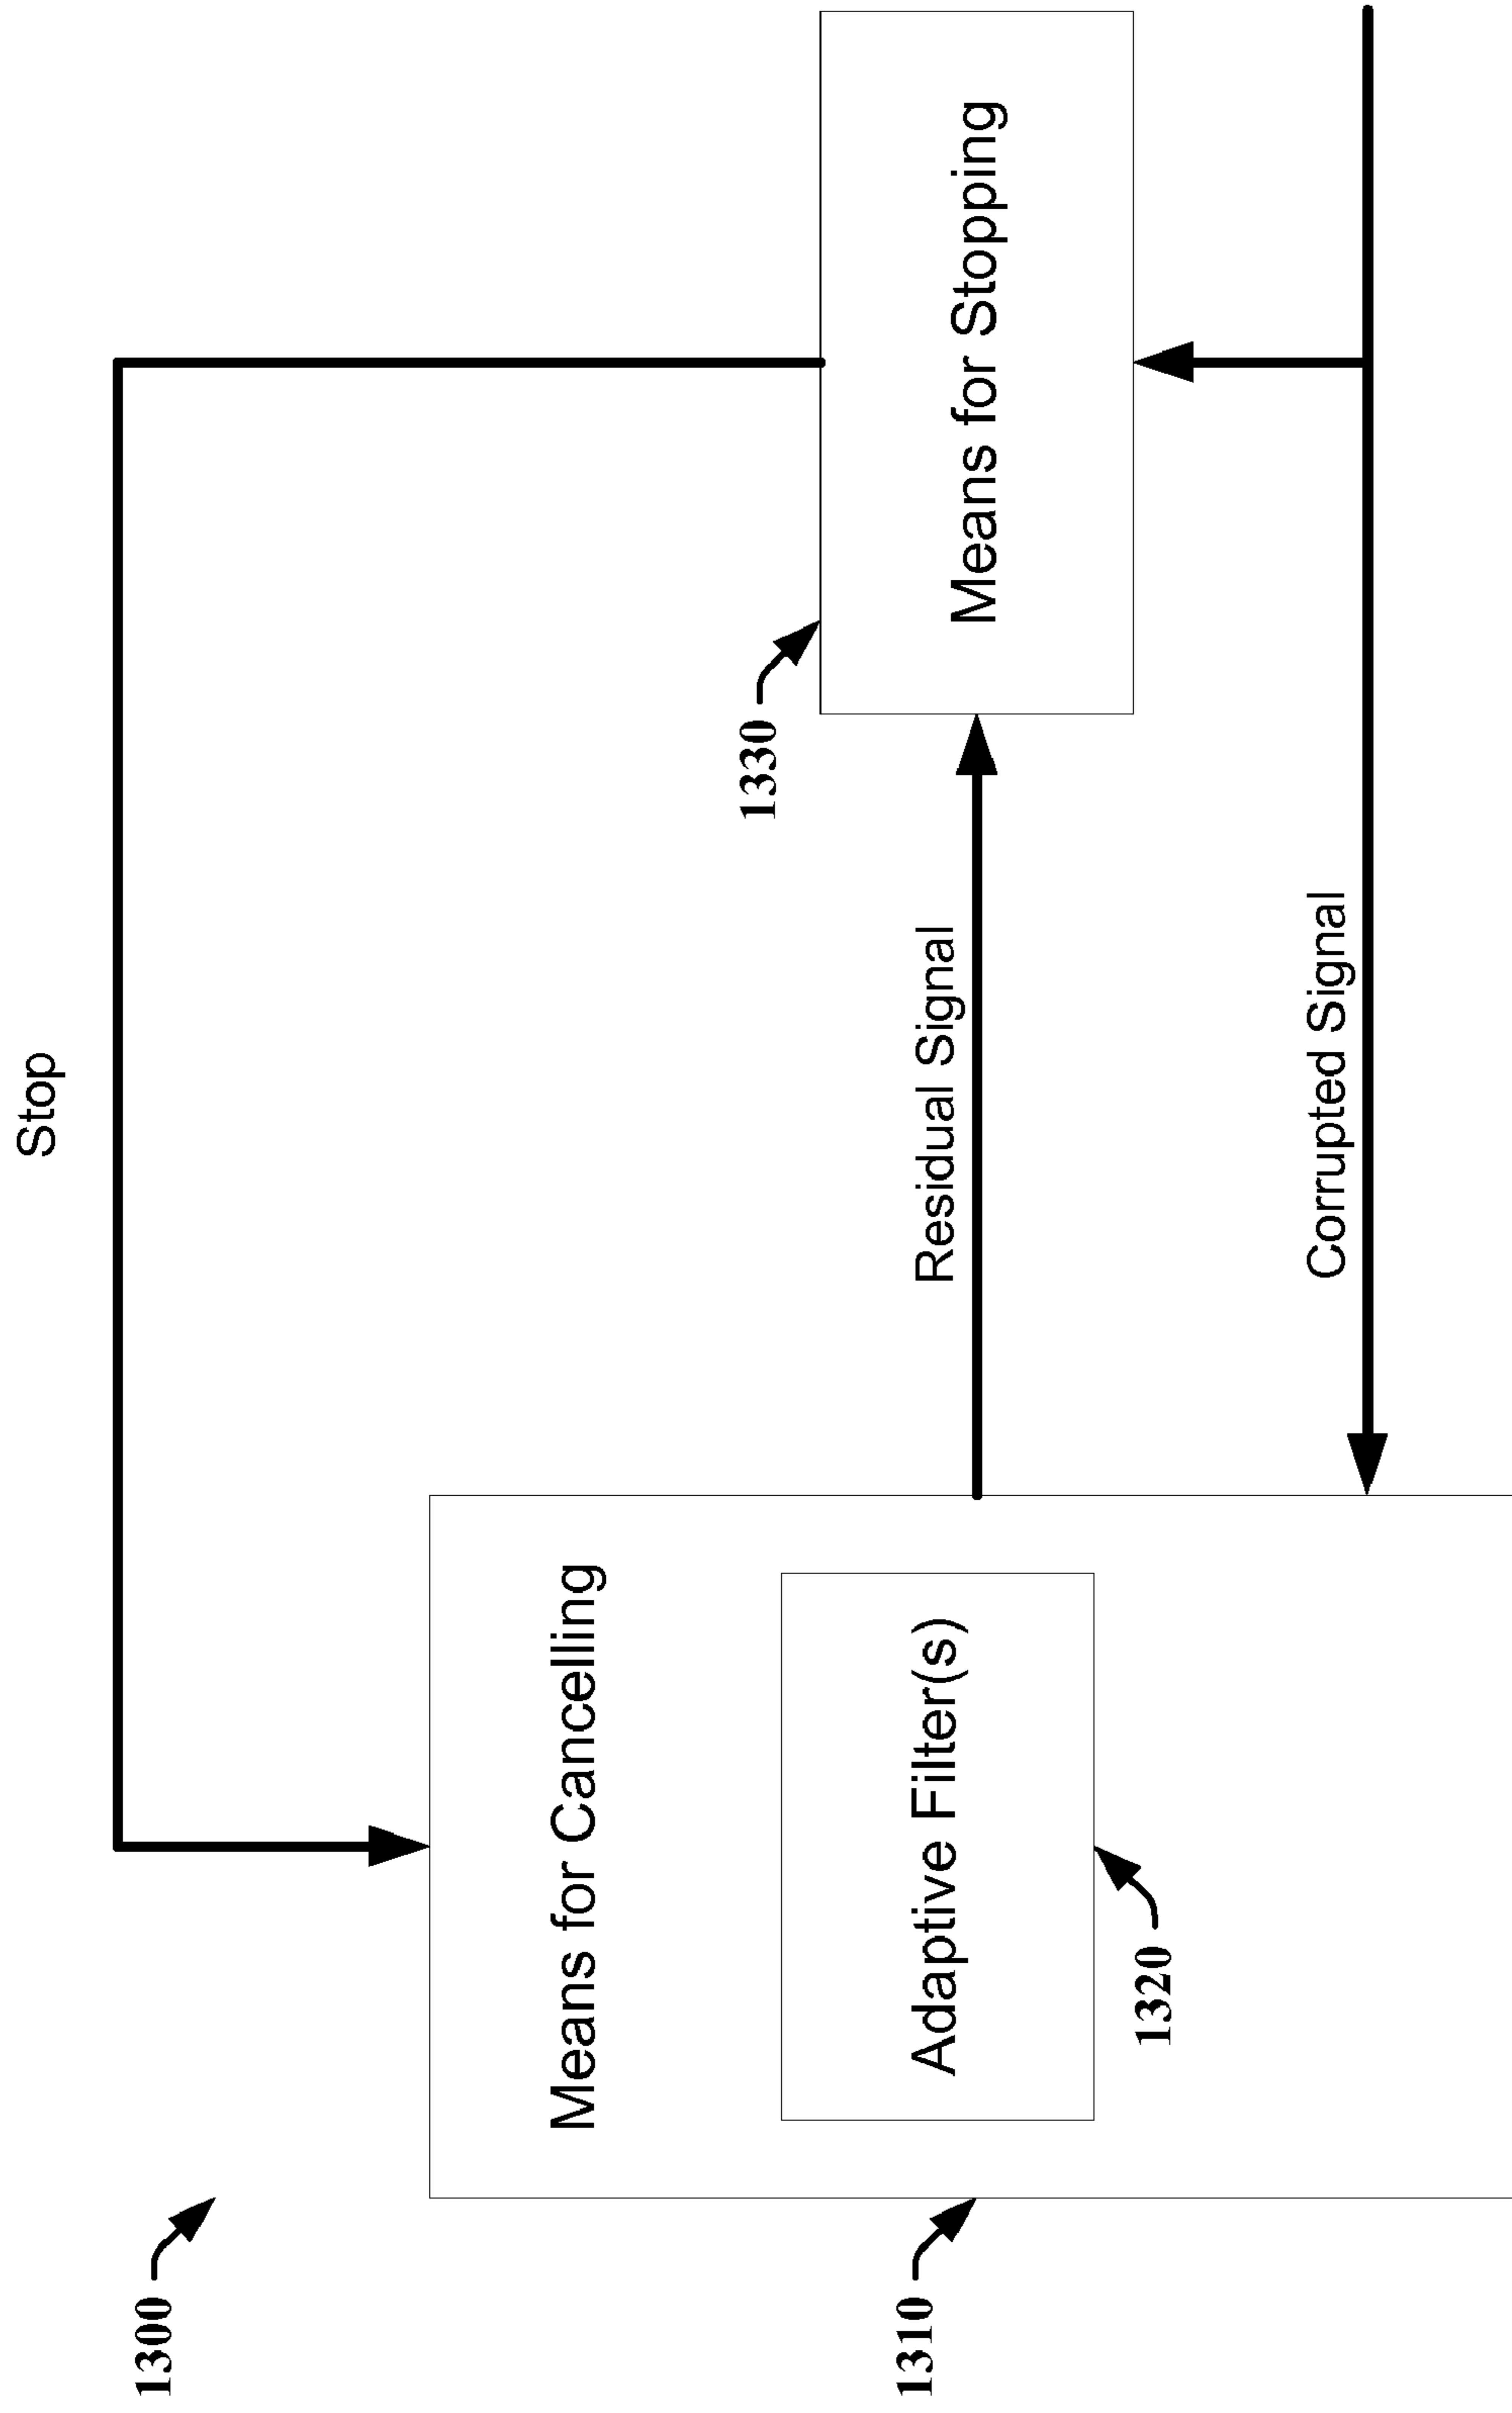 Stop
1300
Means for Cancelling
1310
Adaptive Filter(s)
1320
Residual Signal
1330
Means for Stopping
Corrupted Signal